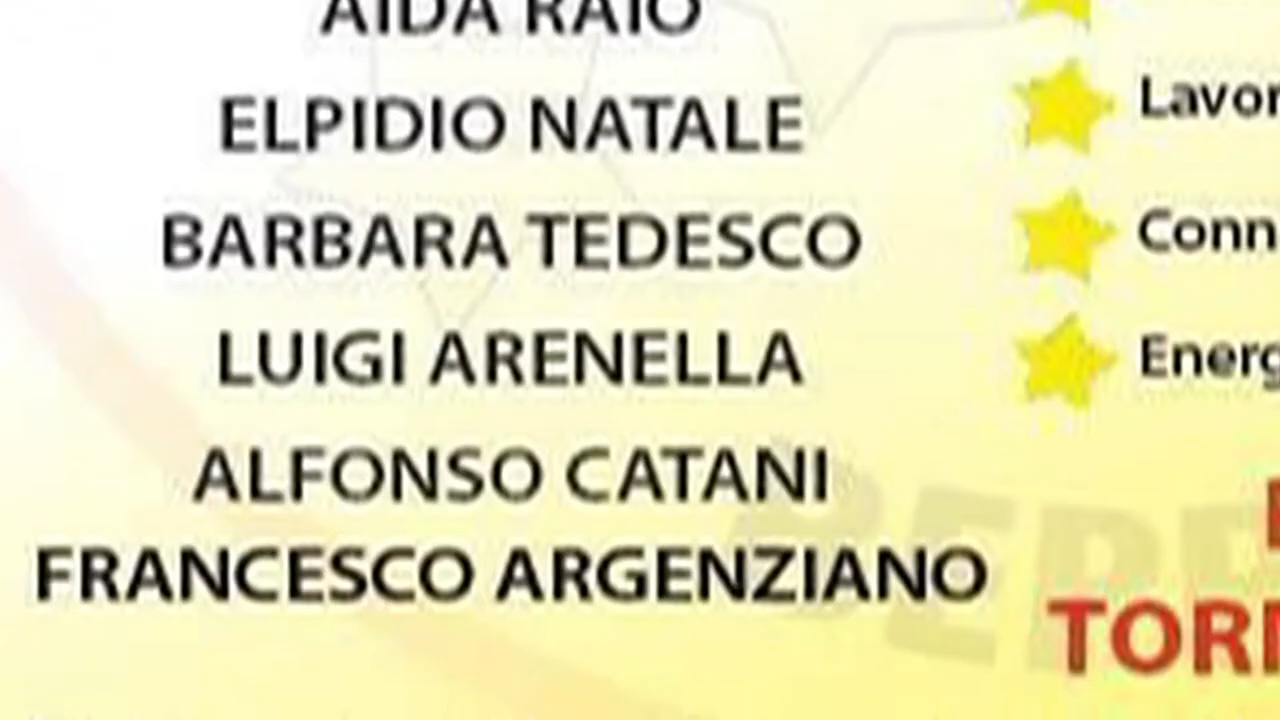 AIDA RAIO
ELPIDIO NATALE
BARBARA TEDESCO
LUIGI ARENELLA
ALFONSO CATANI
FRANCESCO ARGENZIANO